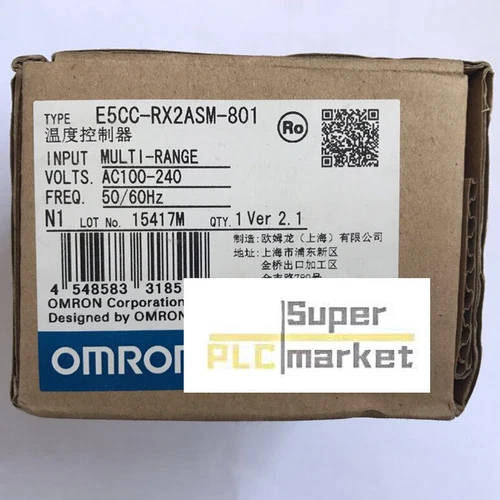 TYPE E5CC-RX2ASM-801
温度控制器
Ro
INPUT MULTI-RANGE
VOLTS. AC100-240
FREQ. 50/60Hz
N1 LOT No. 15417M QTY. 1 Ver 2.1
制造: 欧姆龙（上海）有限公司
地址: 上海市浦东新区
金桥出口加工区
4 548583 3185
OMRON Corporation
Designed by OMRON
OMRON
Super
PLC market